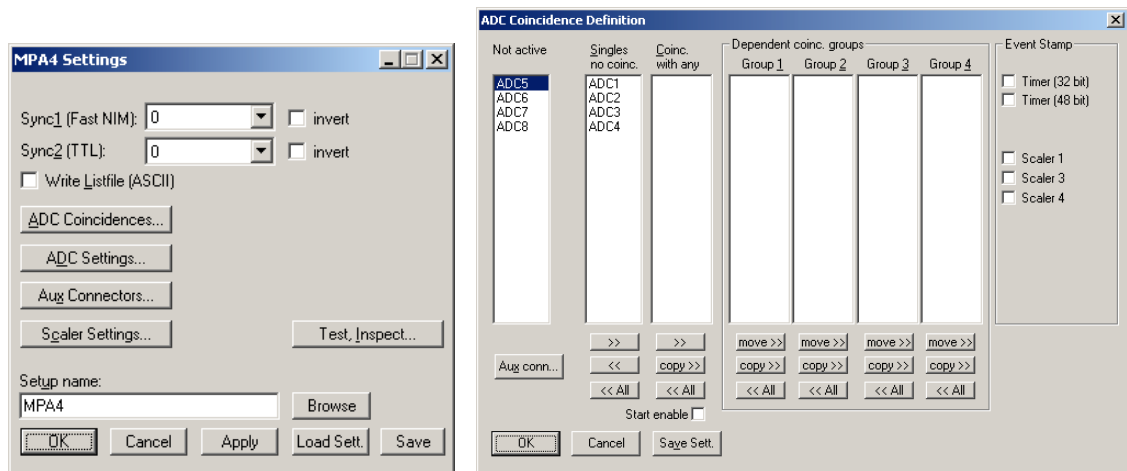 MPA4 Settings
Sync1 (Fast NIM): 0 invert
Sync2 (TTL): 0 invert
Write Listfile (ASCII)
ADC Coincidences...
ADC Settings...
Aux Connectors...
Scaler Settings... Test, Inspect...
Setup name:
MPA4 Browse
OK Cancel Apply Load Sett. Save
ADC Coincidence Definition
Not active Singles no coinc. Coinc. with any Dependent coinc. groups Event Stamp
Group 1 Group 2 Group 3 Group 4
ADC5 ADC1 Timer (32 bit)
ADC6 ADC2 Timer (48 bit)
ADC7 ADC3
ADC8 ADC4
Scaler 1
Scaler 3
Scaler 4
>> >> move >> move >> move >> move >>
Aux conn... << copy >> copy >> copy >> copy >> copy >>
<< All << All << All << All << All << All
Start enable
OK Cancel Save Sett.